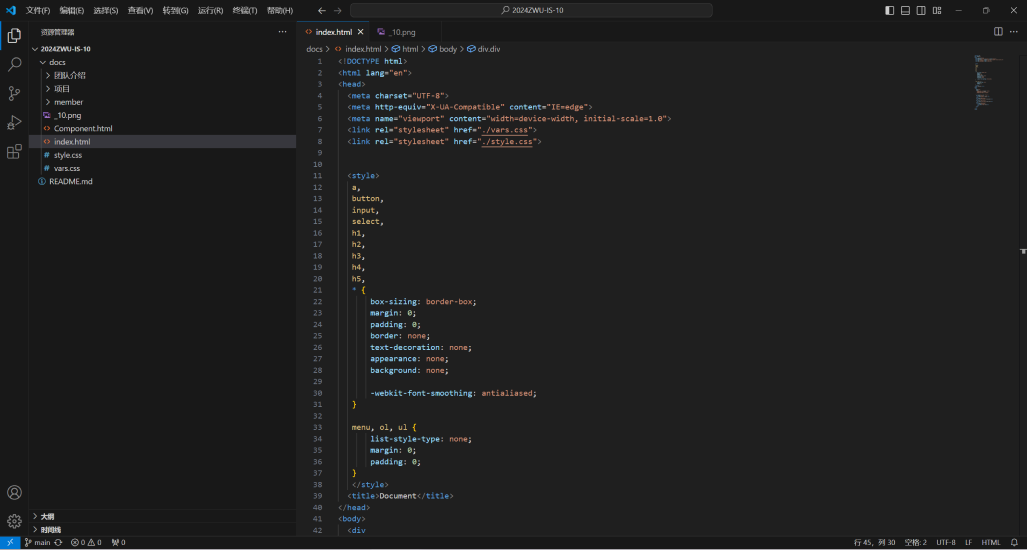 文件(F) 编辑(E) 选择(S) 查看(V) 转到(G) 运行(R) 终端(T) 帮助(H) 2024ZWU-IS-10
资源管理器
2024ZWU-IS-10
docs
团队介绍
项目
member
_10.png
Component.html
index.html
style.css
vars.css
README.md
大纲
时间线
index.html _10.png
docs > index.html > html > body > div.div
1 <!DOCTYPE html>
2 <html lang="en">
3 <head>
4 <meta charset="UTF-8">
5 <meta http-equiv="X-UA-Compatible" content="IE=edge">
6 <meta name="viewport" content="width=device-width, initial-scale=1.0">
7 <link rel="stylesheet" href="./vars.css">
8 <link rel="stylesheet" href="./style.css">
9
10
11 <style>
12 a,
13 button,
14 input,
15 select,
16 h1,
17 h2,
18 h3,
19 h4,
20 h5,
21 * {
22 box-sizing: border-box;
23 margin: 0;
24 padding: 0;
25 border: none;
26 text-decoration: none;
27 appearance: none;
28 background: none;
29
30 -webkit-font-smoothing: antialiased;
31 }
32
33 menu, ol, ul {
34 list-style-type: none;
35 margin: 0;
36 padding: 0;
37 }
38 </style>
39 <title>Document</title>
40 </head>
41 <body>
42 <div
main 0 0 0 行 45，列 30 空格: 2 UTF-8 LF HTML